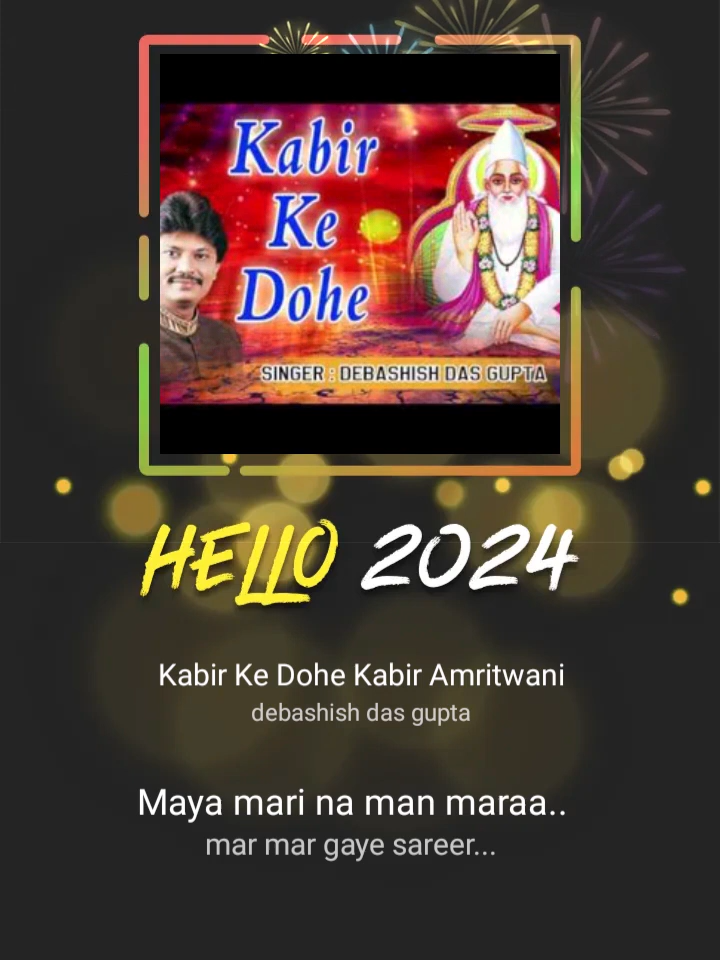 Kabir
Ke
Dohe
SINGER : DEBASHISH DAS GUPTA
HELLO 2024
Kabir Ke Dohe Kabir Amritwani
debashish das gupta
Maya mari na man maraa..
mar mar gaye sareer...